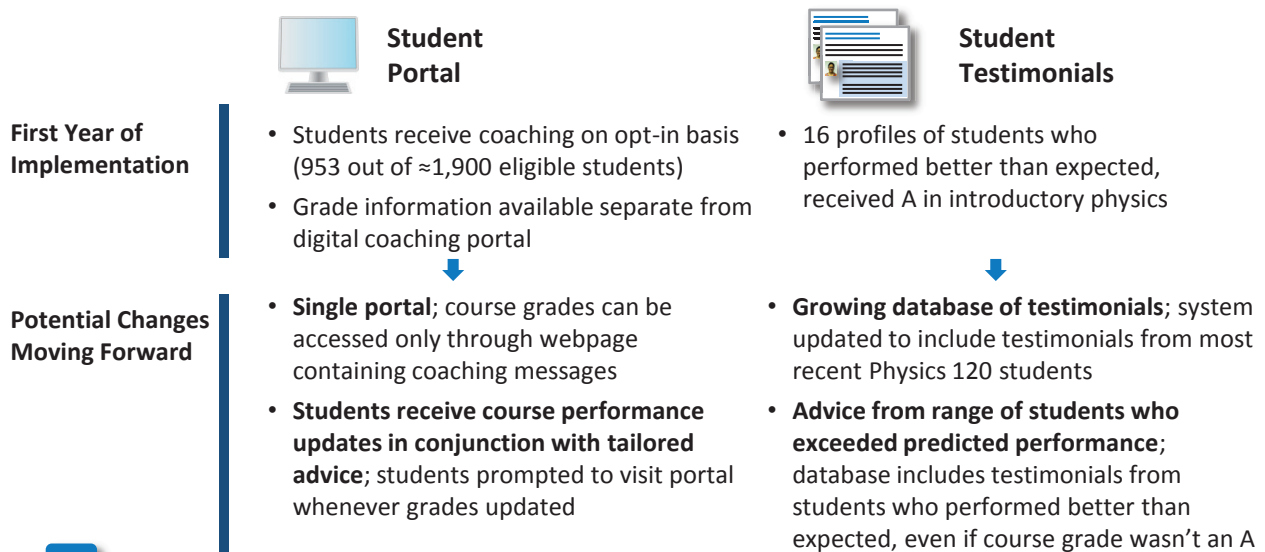 Student
Portal
Student
Testimonials
First Year of
Implementation
• Students receive coaching on opt-in basis
(953 out of ≈1,900 eligible students)
• Grade information available separate from
digital coaching portal
• 16 profiles of students who
performed better than expected,
received A in introductory physics
Potential Changes
Moving Forward
• Single portal; course grades can be
accessed only through webpage
containing coaching messages
• Students receive course performance
updates in conjunction with tailored
advice; students prompted to visit portal
whenever grades updated
• Growing database of testimonials; system
updated to include testimonials from most
recent Physics 120 students
• Advice from range of students who
exceeded predicted performance;
database includes testimonials from
students who performed better than
expected, even if course grade wasn’t an A